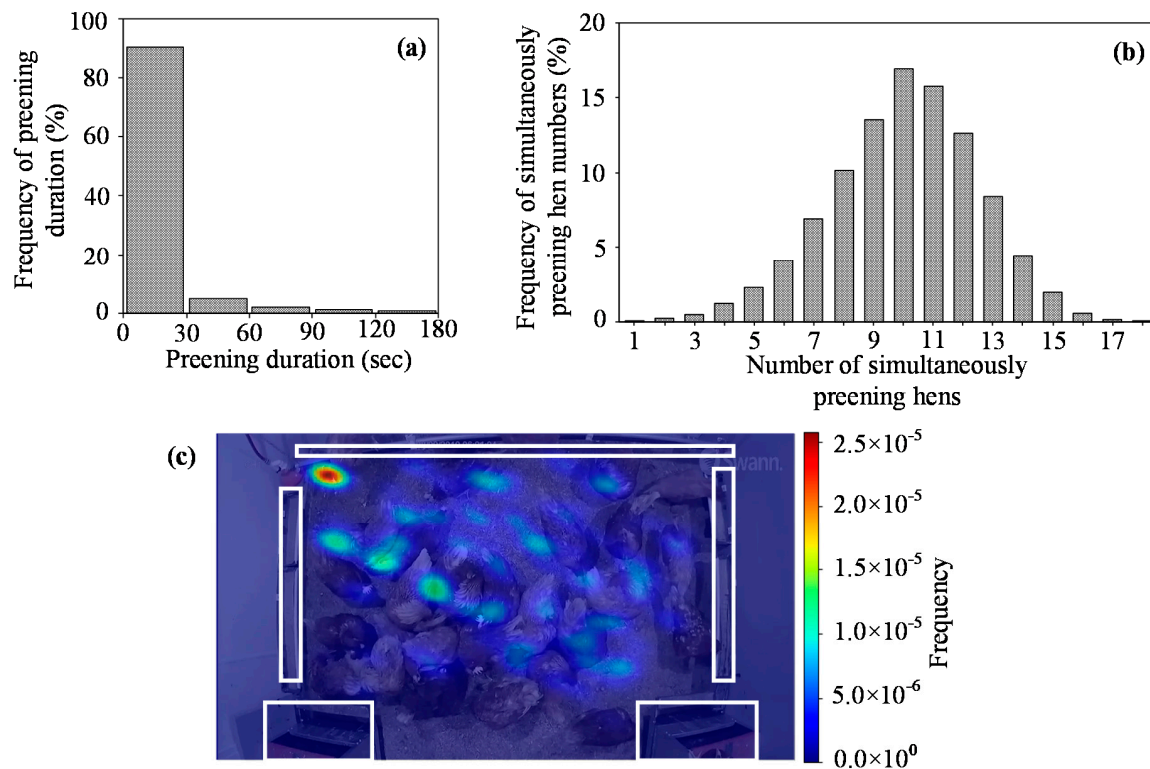 (a)
Frequency of preening
duration (%)
100
80
60
40
20
0
0 30 60 90 120 180
Preening duration (sec)
(b)
Frequency of simultaneously
preening hen numbers (%)
20
15
10
5
0
1 3 5 7 9 11 13 15 17
Number of simultaneously
preening hens
(c)
Swann.
2.5×10⁻⁵
2.0×10⁻⁵
1.5×10⁻⁵
1.0×10⁻⁵
5.0×10⁻⁶
0.0×10⁰
Frequency